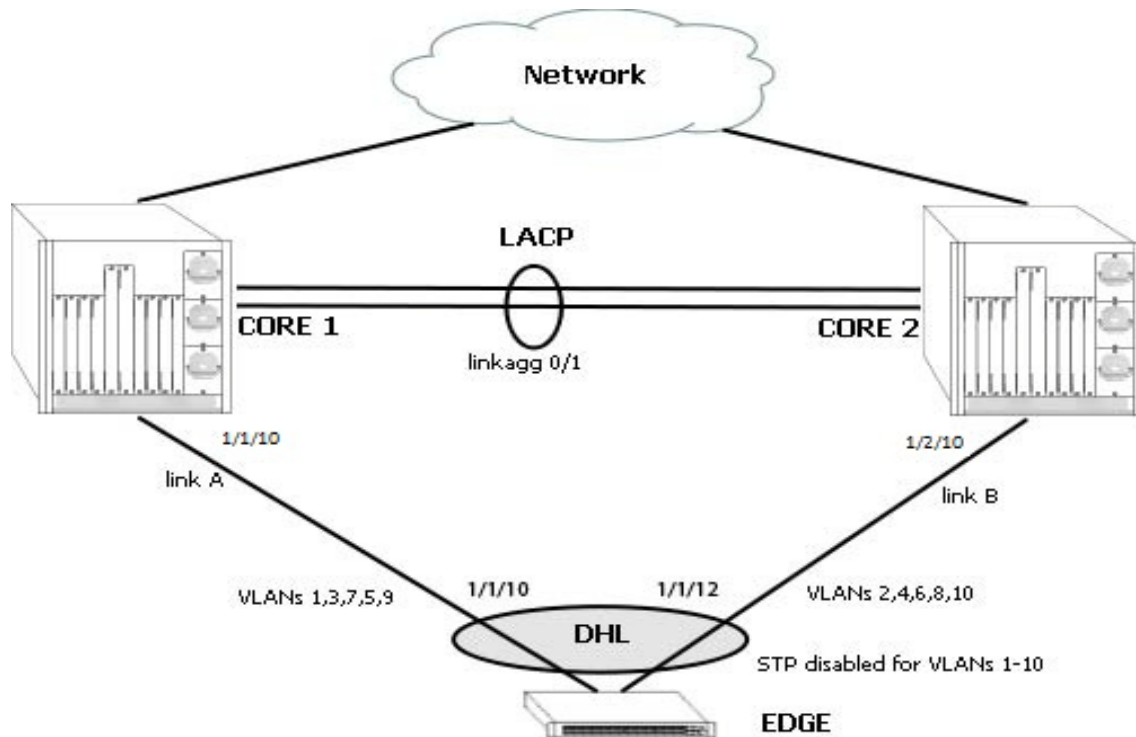 Network
LACP
CORE 1
CORE 2
linkagg 0/1
1/1/10
1/2/10
link A
link B
VLANs 1,3,7,5,9
1/1/10
1/1/12
VLANs 2,4,6,8,10
DHL
STP disabled for VLANs 1-10
EDGE